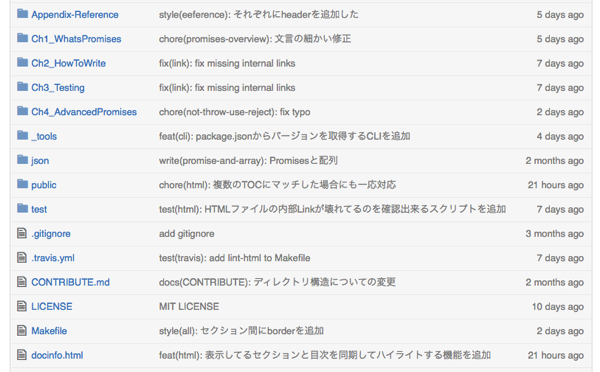 Appendix-Reference style(eeference): それぞれにheaderを追加した 5 days ago
Ch1_WhatsPromises chore(promises-overview): 文言の細かい修正 5 days ago
Ch2_HowToWrite fix(link): fix missing internal links 7 days ago
Ch3_Testing fix(link): fix missing internal links 7 days ago
Ch4_AdvancedPromises chore(not-throw-use-reject): fix typo 2 days ago
_tools feat(cli): package.jsonからバージョンを取得するCLIを追加 4 days ago
json write(promise-and-array): Promisesと配列 2 months ago
public chore(html): 複数のTOCにマッチした場合にも一応対応 21 hours ago
test test(html): HTMLファイルの内部Linkが壊れてるのを確認出来るスクリプトを追加 7 days ago
.gitignore add gitignore 3 months ago
.travis.yml test(travis): add lint-html to Makefile 7 days ago
CONTRIBUTE.md docs(CONTRIBUTE): ディレクトリ構造についての変更 2 months ago
LICENSE MIT LICENSE 10 days ago
Makefile style(all): セクション間にborderを追加 2 days ago
docinfo.html feat(html): 表示してるセクションと目次を同期してハイライトする機能を追加 21 hours ago